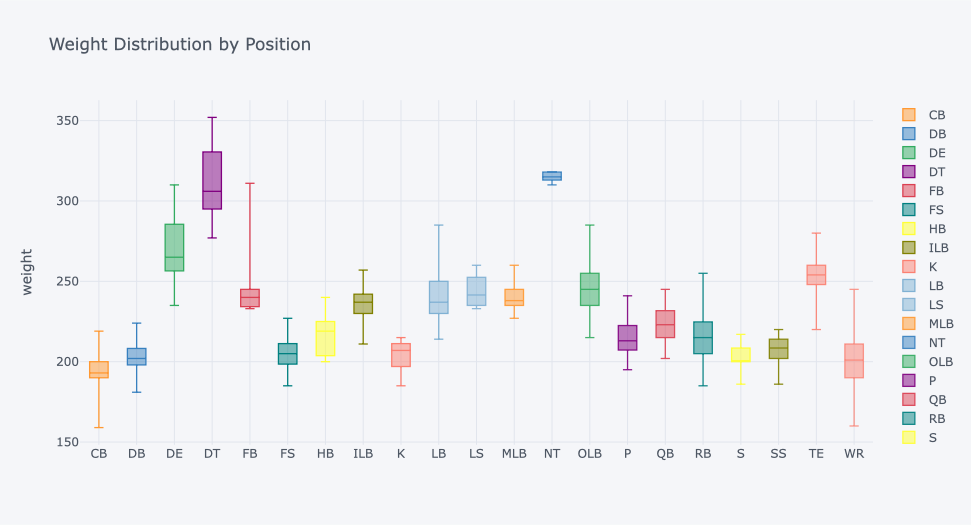 Weight Distribution by Position
weight
350
300
250
200
150
CB DB DE DT FB FS HB ILB K LB LS MLB NT OLB P QB RB S SS TE WR
CB
DB
DE
DT
FB
FS
HB
ILB
K
LB
LS
MLB
NT
OLB
P
QB
RB
S